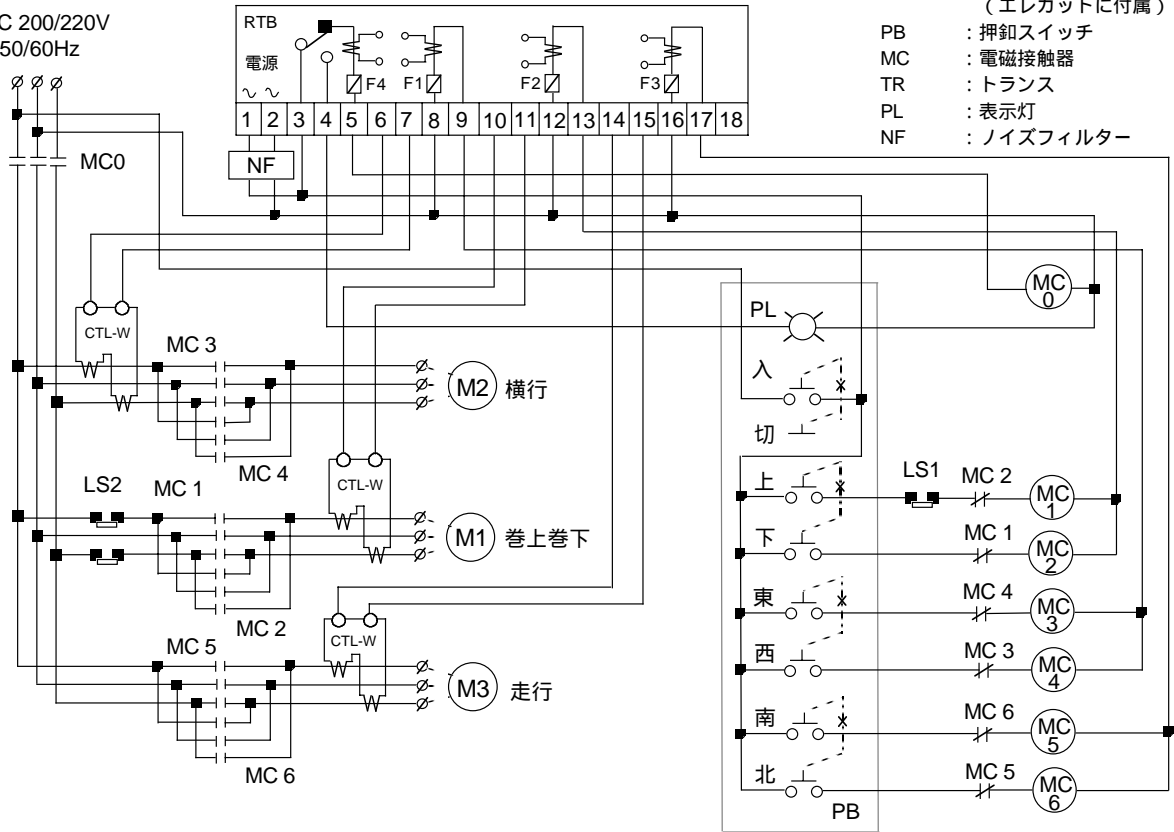 C 200/220V
50/60Hz
RTB
電源
F4
F1
F2
F3
1 2 3 4 5 6 7 8 9 10 11 12 13 14 15 16 17 18
（エレカットに付属）
PB ：押釦スイッチ
MC ：電磁接触器
TR ：トランス
PL ：表示灯
NF ：ノイズフィルター
MC0
NF
MC 0
PL
入
切
CTL-W
MC 3
M2 横行
MC 4
LS2
MC 1
CTL-W
M1 巻上巻下
MC 2
CTL-W
MC 5
M3 走行
MC 6
上 LS1 MC 2 MC 1
下 MC 1 MC 2
東 MC 4 MC 3
西 MC 3 MC 4
南 MC 6 MC 5
北 MC 5 MC 6
PB